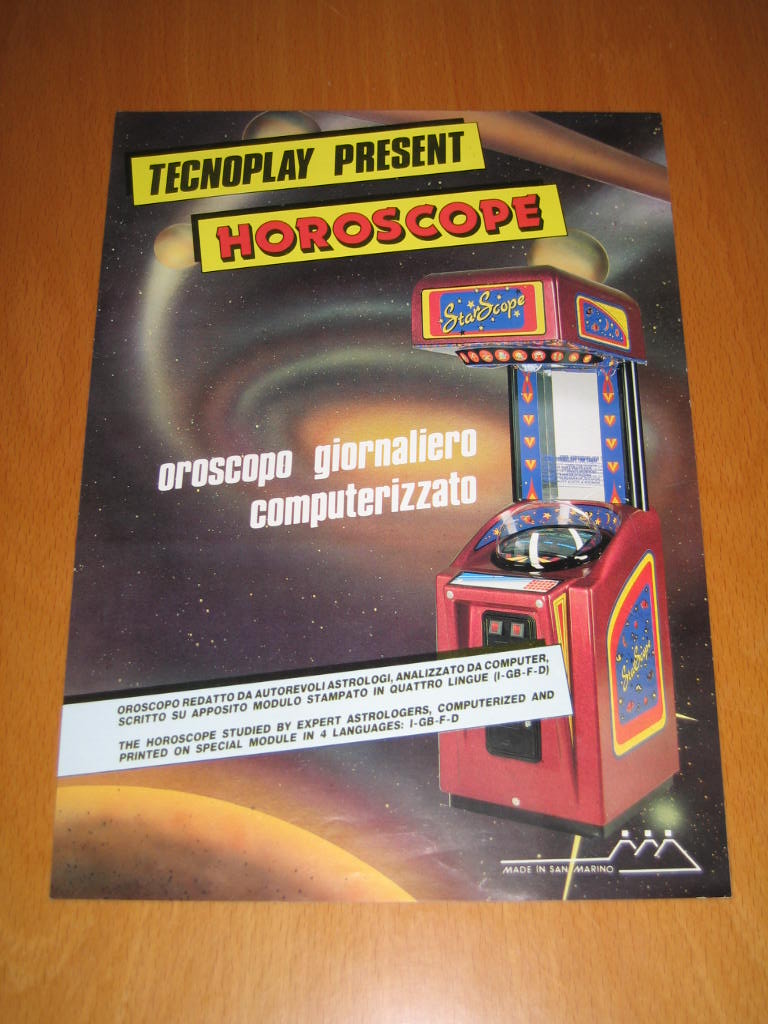 TECNOPLAY PRESENT
HOROSCOPE
StarScope
oroscopo giornaliero
computerizzato
StarScope
OROSCOPO REDATTO DA AUTOREVOLI ASTROLOGI, ANALIZZATO DA COMPUTER,
SCRITTO SU APPOSITO MODULO STAMPATO IN QUATTRO LINGUE (I-GB-F-D)
THE HOROSCOPE STUDIED BY EXPERT ASTROLOGERS, COMPUTERIZED AND
PRINTED ON SPECIAL MODULE IN 4 LANGUAGES: I-GB-F-D
MADE IN SAN MARINO